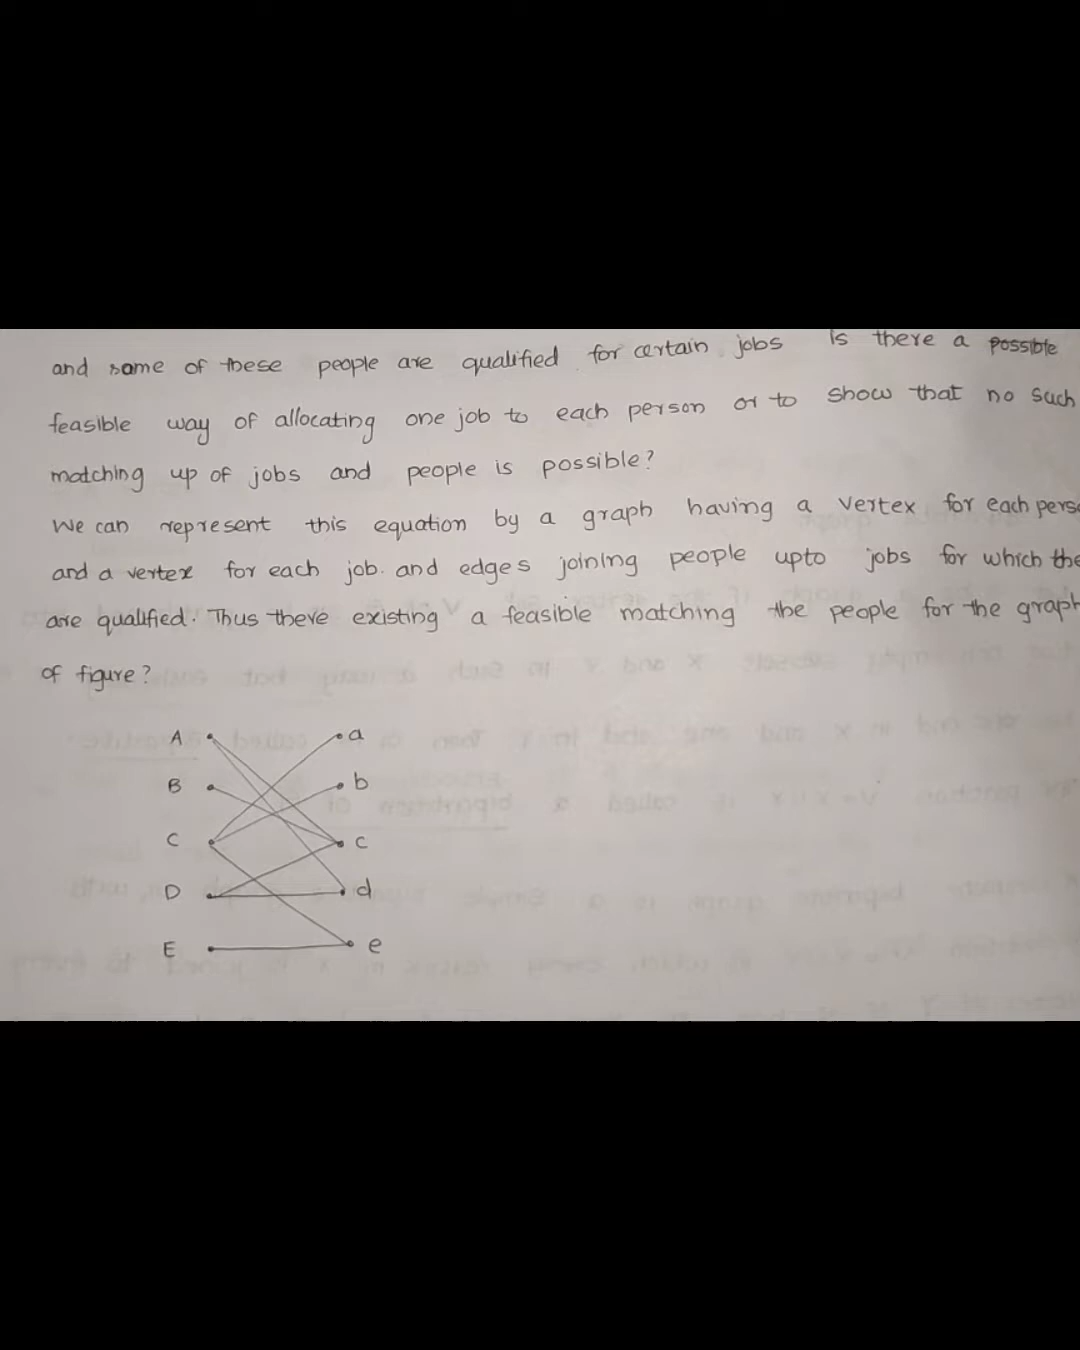 and some of these people are qualified for certain jobs is there a possible
feasible way of allocating one job to each person or to show that no such
matching up of jobs and people is possible?
We can represent this equation by a graph having a vertex for each perso
and a vertex for each job. and edges joining people upto jobs for which the
are qualified. Thus there existing a feasible matching the people for the graph
of figure?
A a
B b
C c
D d
E e